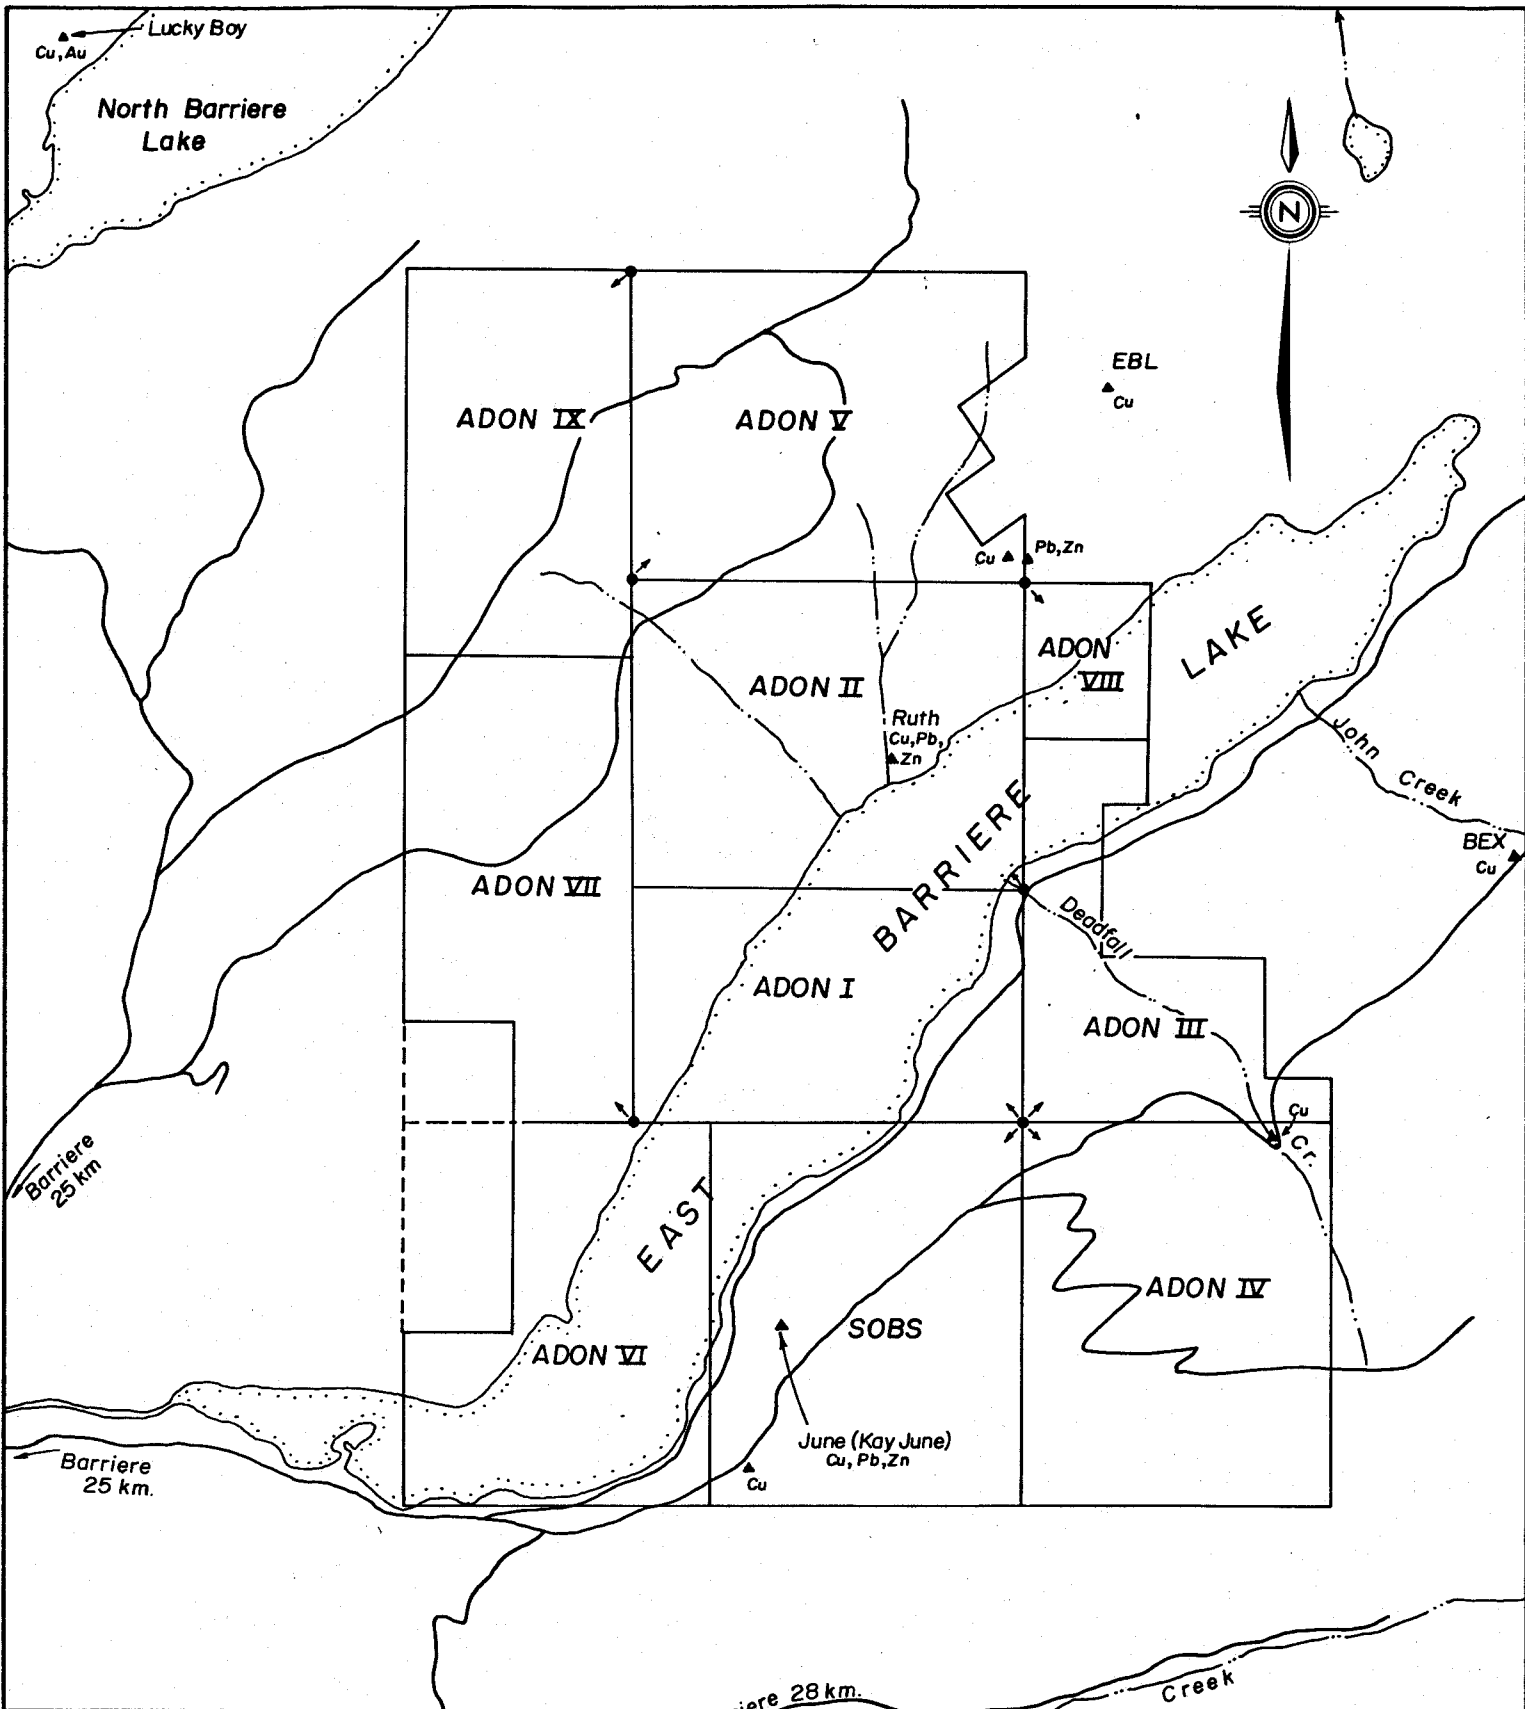 Lucky Boy
Cu, Au
North Barriere
Lake
N
EBL
Cu
ADON IX
ADON V
Cu
Pb,Zn
ADON
VIII
LAKE
ADON II
Ruth
Cu,Pb,
Zn
John
Creek
BEX
Cu
BARRIERE
ADON VII
Deadfall
ADON I
ADON III
Cu
Cr.
Barriere
25 km
EAST
ADON IV
SOBS
ADON VI
June (Kay June)
Cu, Pb,Zn
Cu
Barriere
25 km.
iere 28 km.
Creek